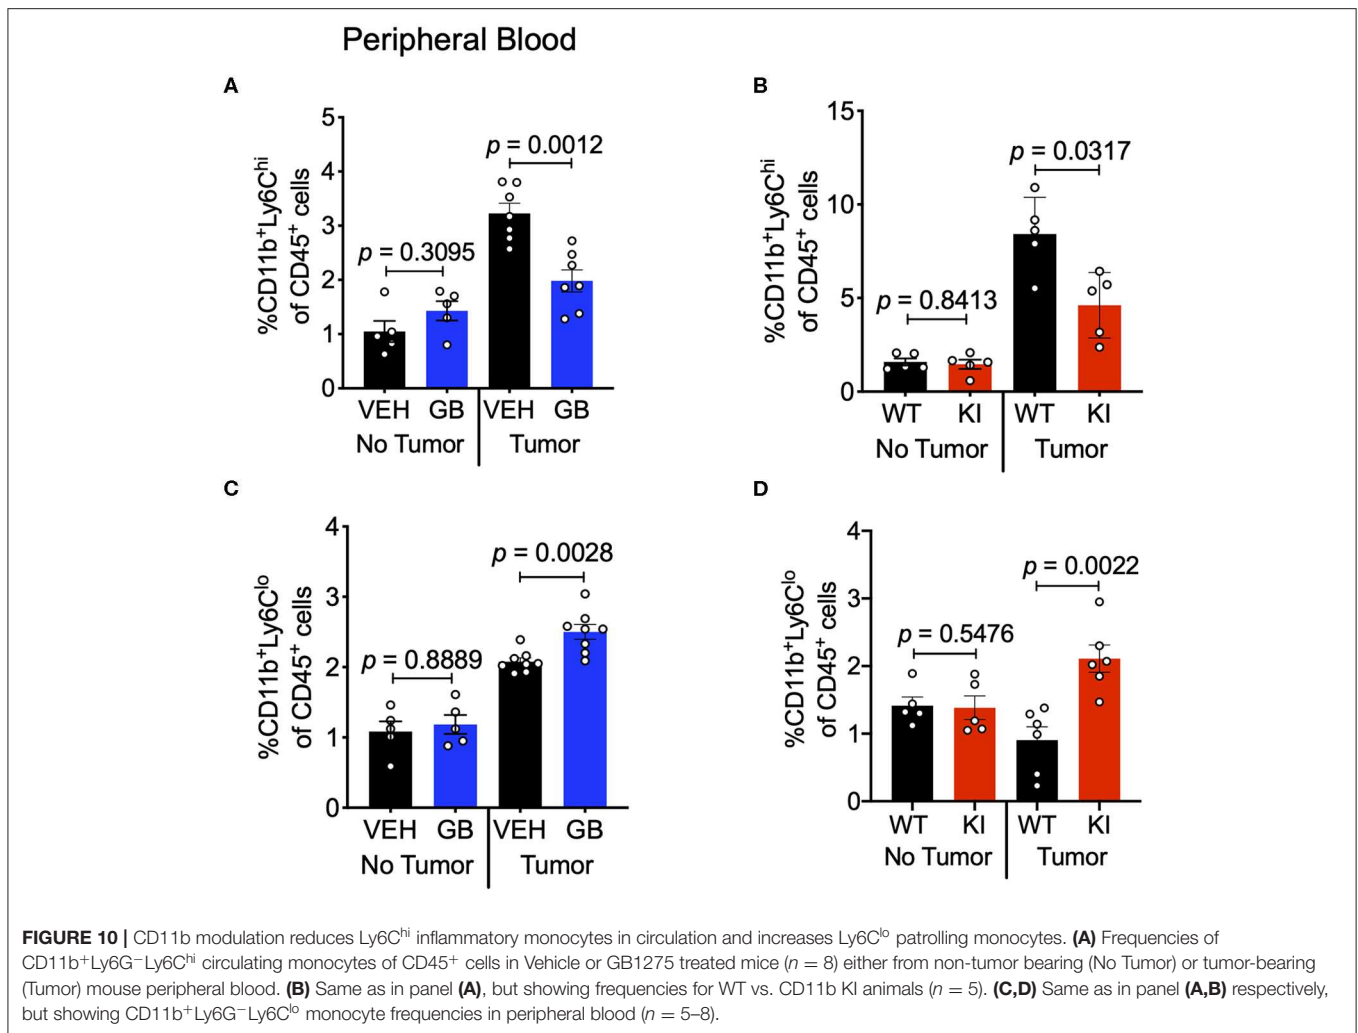 Peripheral Blood
A
%CD11b⁺Ly6Cʰⁱ
of CD45⁺ cells
5
4
3
2
1
0
p = 0.3095
p = 0.0012
VEH GB VEH GB
No Tumor Tumor
B
%CD11b⁺Ly6Cʰⁱ
of CD45⁺ cells
15
10
5
0
p = 0.8413
p = 0.0317
WT KI WT KI
No Tumor Tumor
C
%CD11b⁺Ly6Cˡᵒ
of CD45⁺ cells
4
3
2
1
0
p = 0.8889
p = 0.0028
VEH GB VEH GB
No Tumor Tumor
D
%CD11b⁺Ly6Cˡᵒ
of CD45⁺ cells
4
3
2
1
0
p = 0.5476
p = 0.0022
WT KI WT KI
No Tumor Tumor
FIGURE 10 | CD11b modulation reduces Ly6Cʰⁱ inflammatory monocytes in circulation and increases Ly6Cˡᵒ patrolling monocytes. (A) Frequencies of
CD11b⁺Ly6G⁻Ly6Cʰⁱ circulating monocytes of CD45⁺ cells in Vehicle or GB1275 treated mice (n = 8) either from non-tumor bearing (No Tumor) or tumor-bearing
(Tumor) mouse peripheral blood. (B) Same as in panel (A), but showing frequencies for WT vs. CD11b KI animals (n = 5). (C,D) Same as in panel (A,B) respectively,
but showing CD11b⁺Ly6G⁻Ly6Cˡᵒ monocyte frequencies in peripheral blood (n = 5–8).